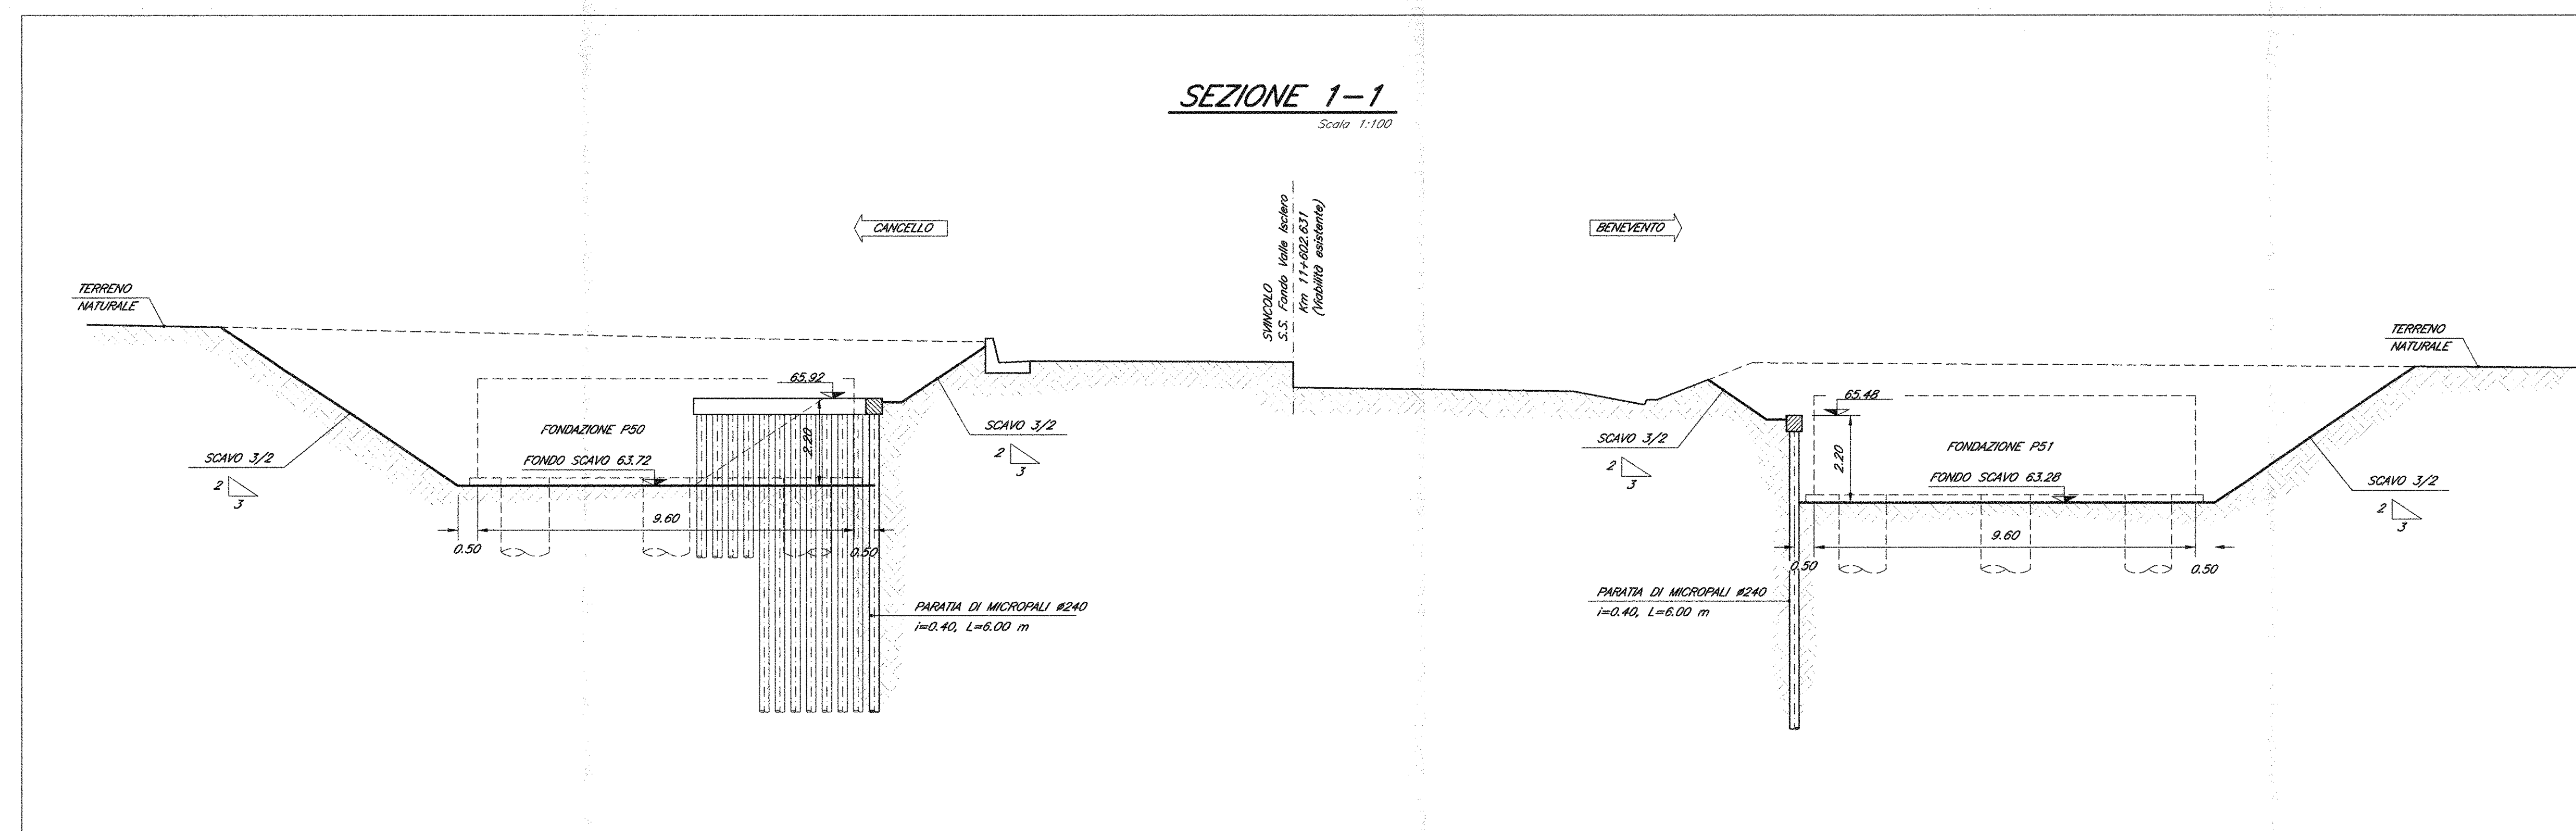 SEZIONE 1-1
Scala 1:100
CANCELLO
BENEVENTO
SVINCOLO
S.S. Fondo Valle Isclero
Km 11+602.631
(Viabilità esistente)
TERRENO
NATURALE
SCAVO 3/2
2
3
FONDAZIONE P50
FONDO SCAVO 63.72
65.92
2.20
0.50
9.60
0.50
SCAVO 3/2
2
3
PARATIA DI MICROPALI ø240
i=0.40, L=6.00 m
SCAVO 3/2
2
3
PARATIA DI MICROPALI ø240
i=0.40, L=6.00 m
65.48
2.20
FONDAZIONE P51
FONDO SCAVO 63.28
0.50
9.60
0.50
TERRENO
NATURALE
SCAVO 3/2
2
3